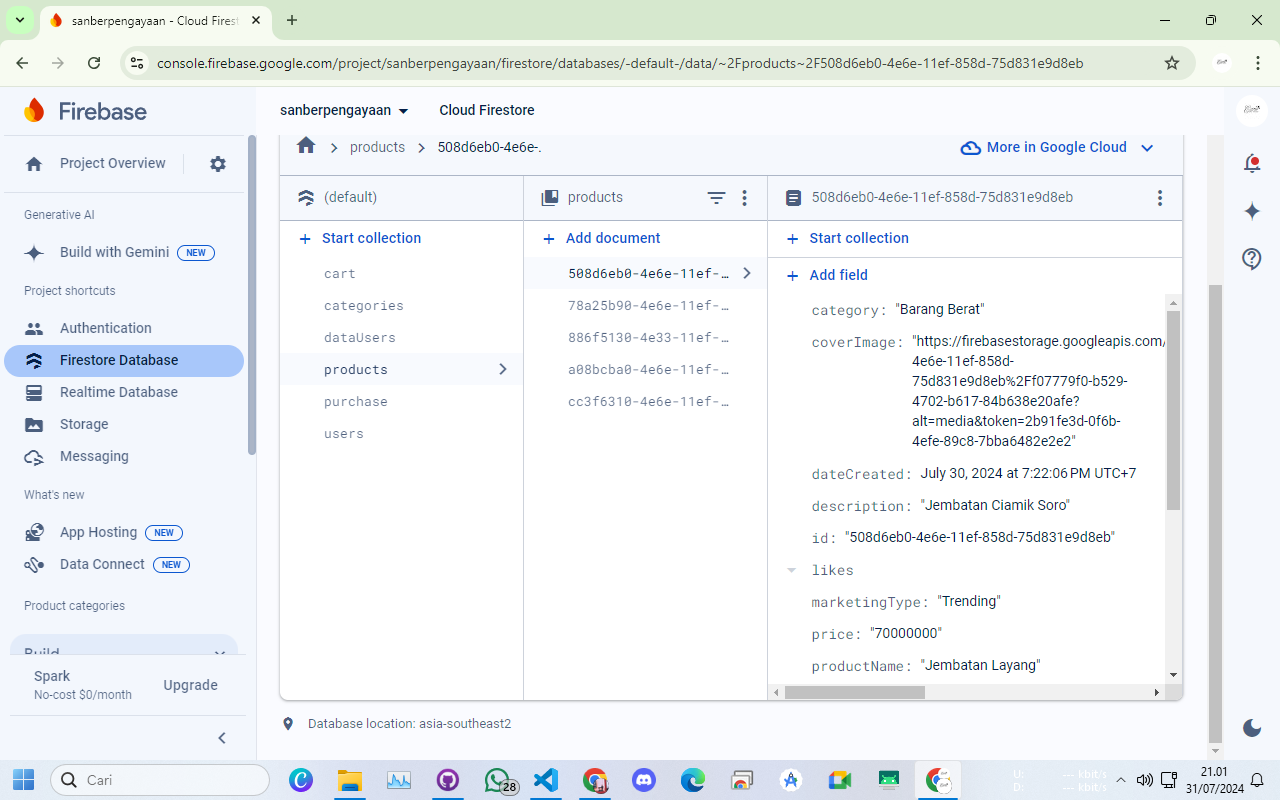 sanberpengayaan - Cloud Firest
console.firebase.google.com/project/sanberpengayaan/firestore/databases/-default-/data/~2Fproducts~2F508d6eb0-4e6e-11ef-858d-75d831e9d8eb
Firebase
sanberpengayaan
Cloud Firestore
Project Overview
Generative AI
Build with Gemini NEW
Project shortcuts
Authentication
Firestore Database
Realtime Database
Storage
Messaging
What's new
App Hosting NEW
Data Connect NEW
Product categories
Build
Spark
No-cost $0/month
Upgrade
products
508d6eb0-4e6e-.
More in Google Cloud
(default)
Start collection
cart
categories
dataUsers
products
purchase
users
products
Add document
508d6eb0-4e6e-11ef-…
78a25b90-4e6e-11ef-…
886f5130-4e33-11ef-…
a08bcba0-4e6e-11ef-…
cc3f6310-4e6e-11ef-…
508d6eb0-4e6e-11ef-858d-75d831e9d8eb
Start collection
Add field
category: "Barang Berat"
coverImage: "https://firebasestorage.googleapis.com/
4e6e-11ef-858d-
75d831e9d8eb%2Ff07779f0-b529-
4702-b617-84b638e20afe?
alt=media&token=2b91fe3d-0f6b-
4efe-89c8-7bba6482e2e2"
dateCreated: July 30, 2024 at 7:22:06 PM UTC+7
description: "Jembatan Ciamik Soro"
id: "508d6eb0-4e6e-11ef-858d-75d831e9d8eb"
likes
marketingType: "Trending"
price: "70000000"
productName: "Jembatan Layang"
Database location: asia-southeast2
Cari
28
U: --- kbit/s
D: --- kbit/s
21.01
31/07/2024